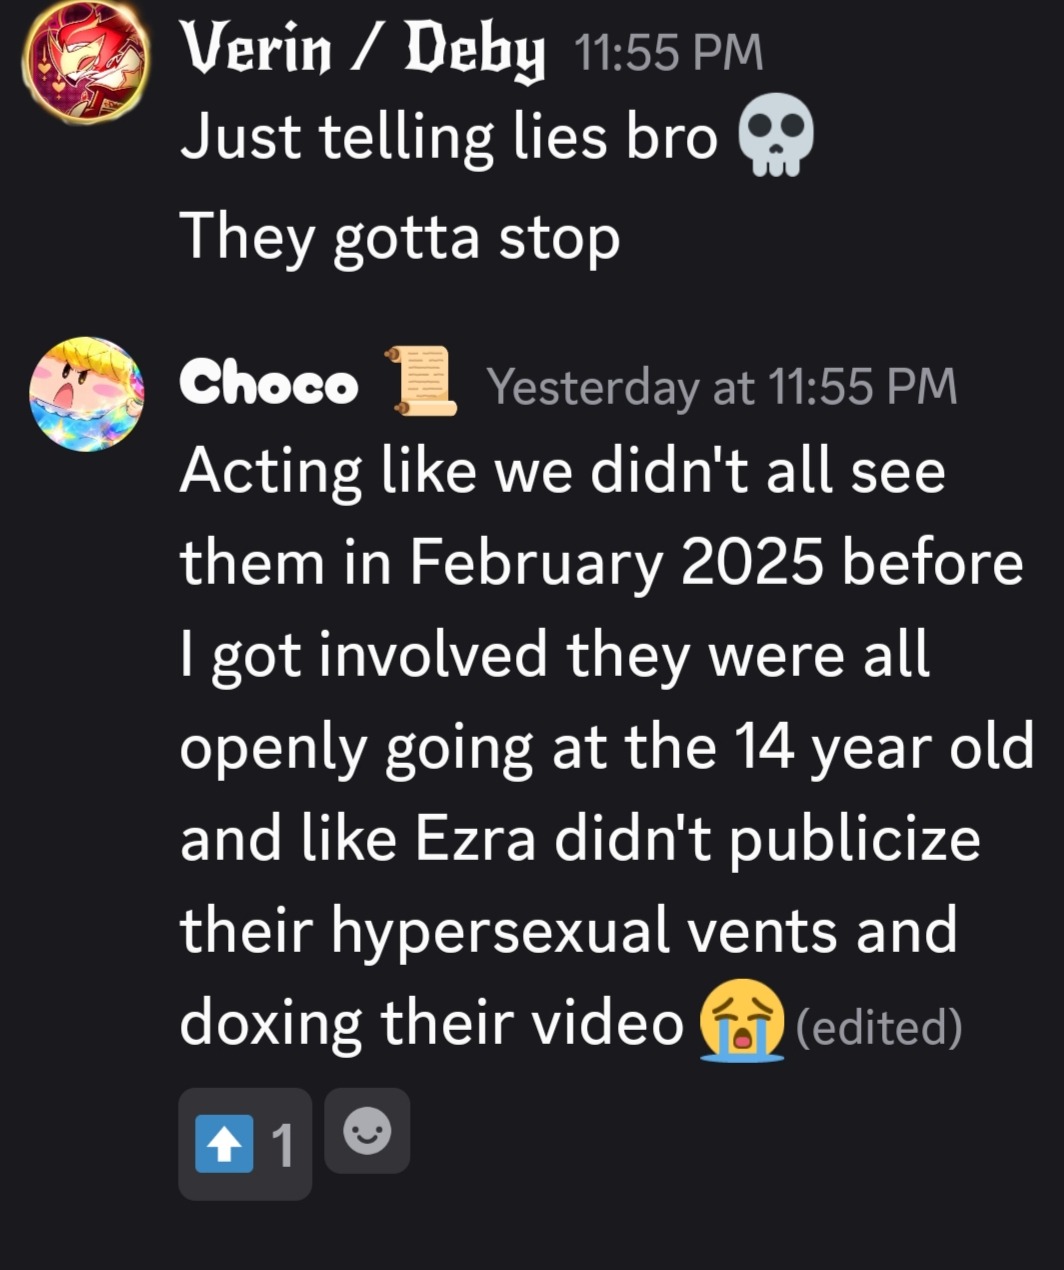 Verin / Deby 11:55 PM
Just telling lies bro 💀
They gotta stop
Choco 📜 Yesterday at 11:55 PM
Acting like we didn't all see
them in February 2025 before
I got involved they were all
openly going at the 14 year old
and like Ezra didn't publicize
their hypersexual vents and
doxing their video 😭 (edited)
⬆️ 1